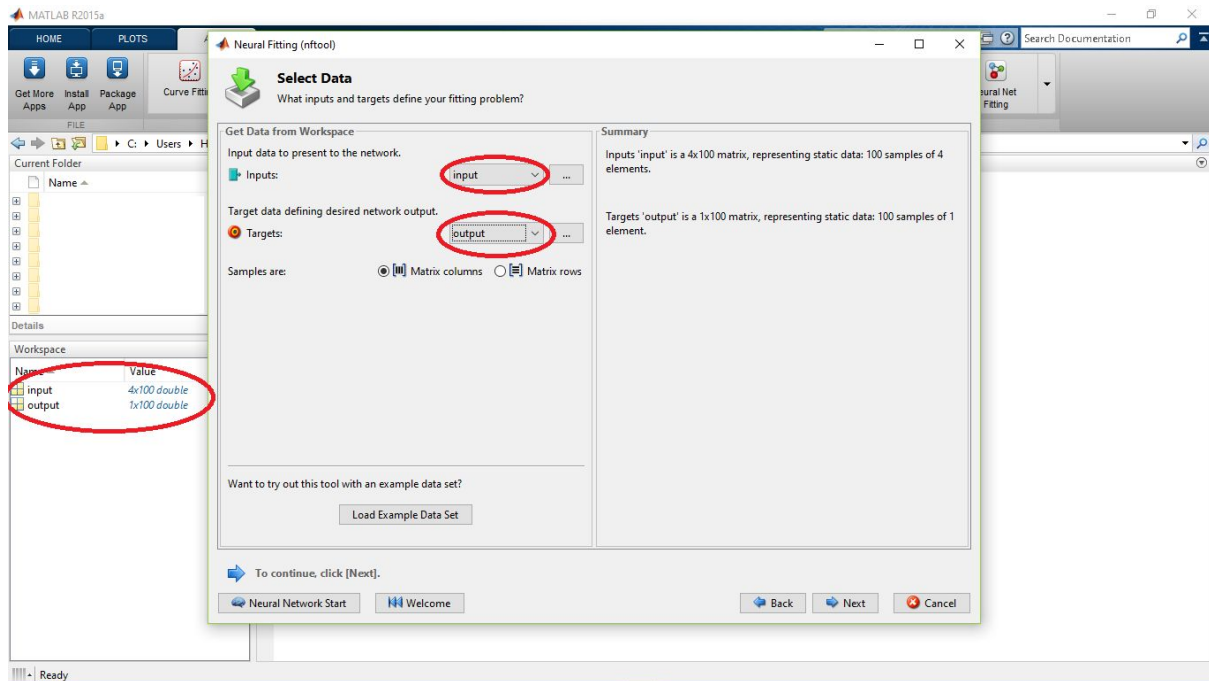 MATLAB R2015a
HOME
PLOTS
A
Search Documentation
Get More Apps
Install App
Package App
Curve Fitti
FILE
ural Net Fitting
C: Users H
Current Folder
Name
Details
Workspace
Name Value
input 4x100 double
output 1x100 double
Ready
Neural Fitting (nftool)
Select Data
What inputs and targets define your fitting problem?
Get Data from Workspace
Input data to present to the network.
Inputs: input ...
Target data defining desired network output.
Targets: output ...
Samples are: Matrix columns Matrix rows
Want to try out this tool with an example data set?
Load Example Data Set
Summary
Inputs 'input' is a 4x100 matrix, representing static data: 100 samples of 4
elements.
Targets 'output' is a 1x100 matrix, representing static data: 100 samples of 1
element.
To continue, click [Next].
Neural Network Start Welcome Back Next Cancel